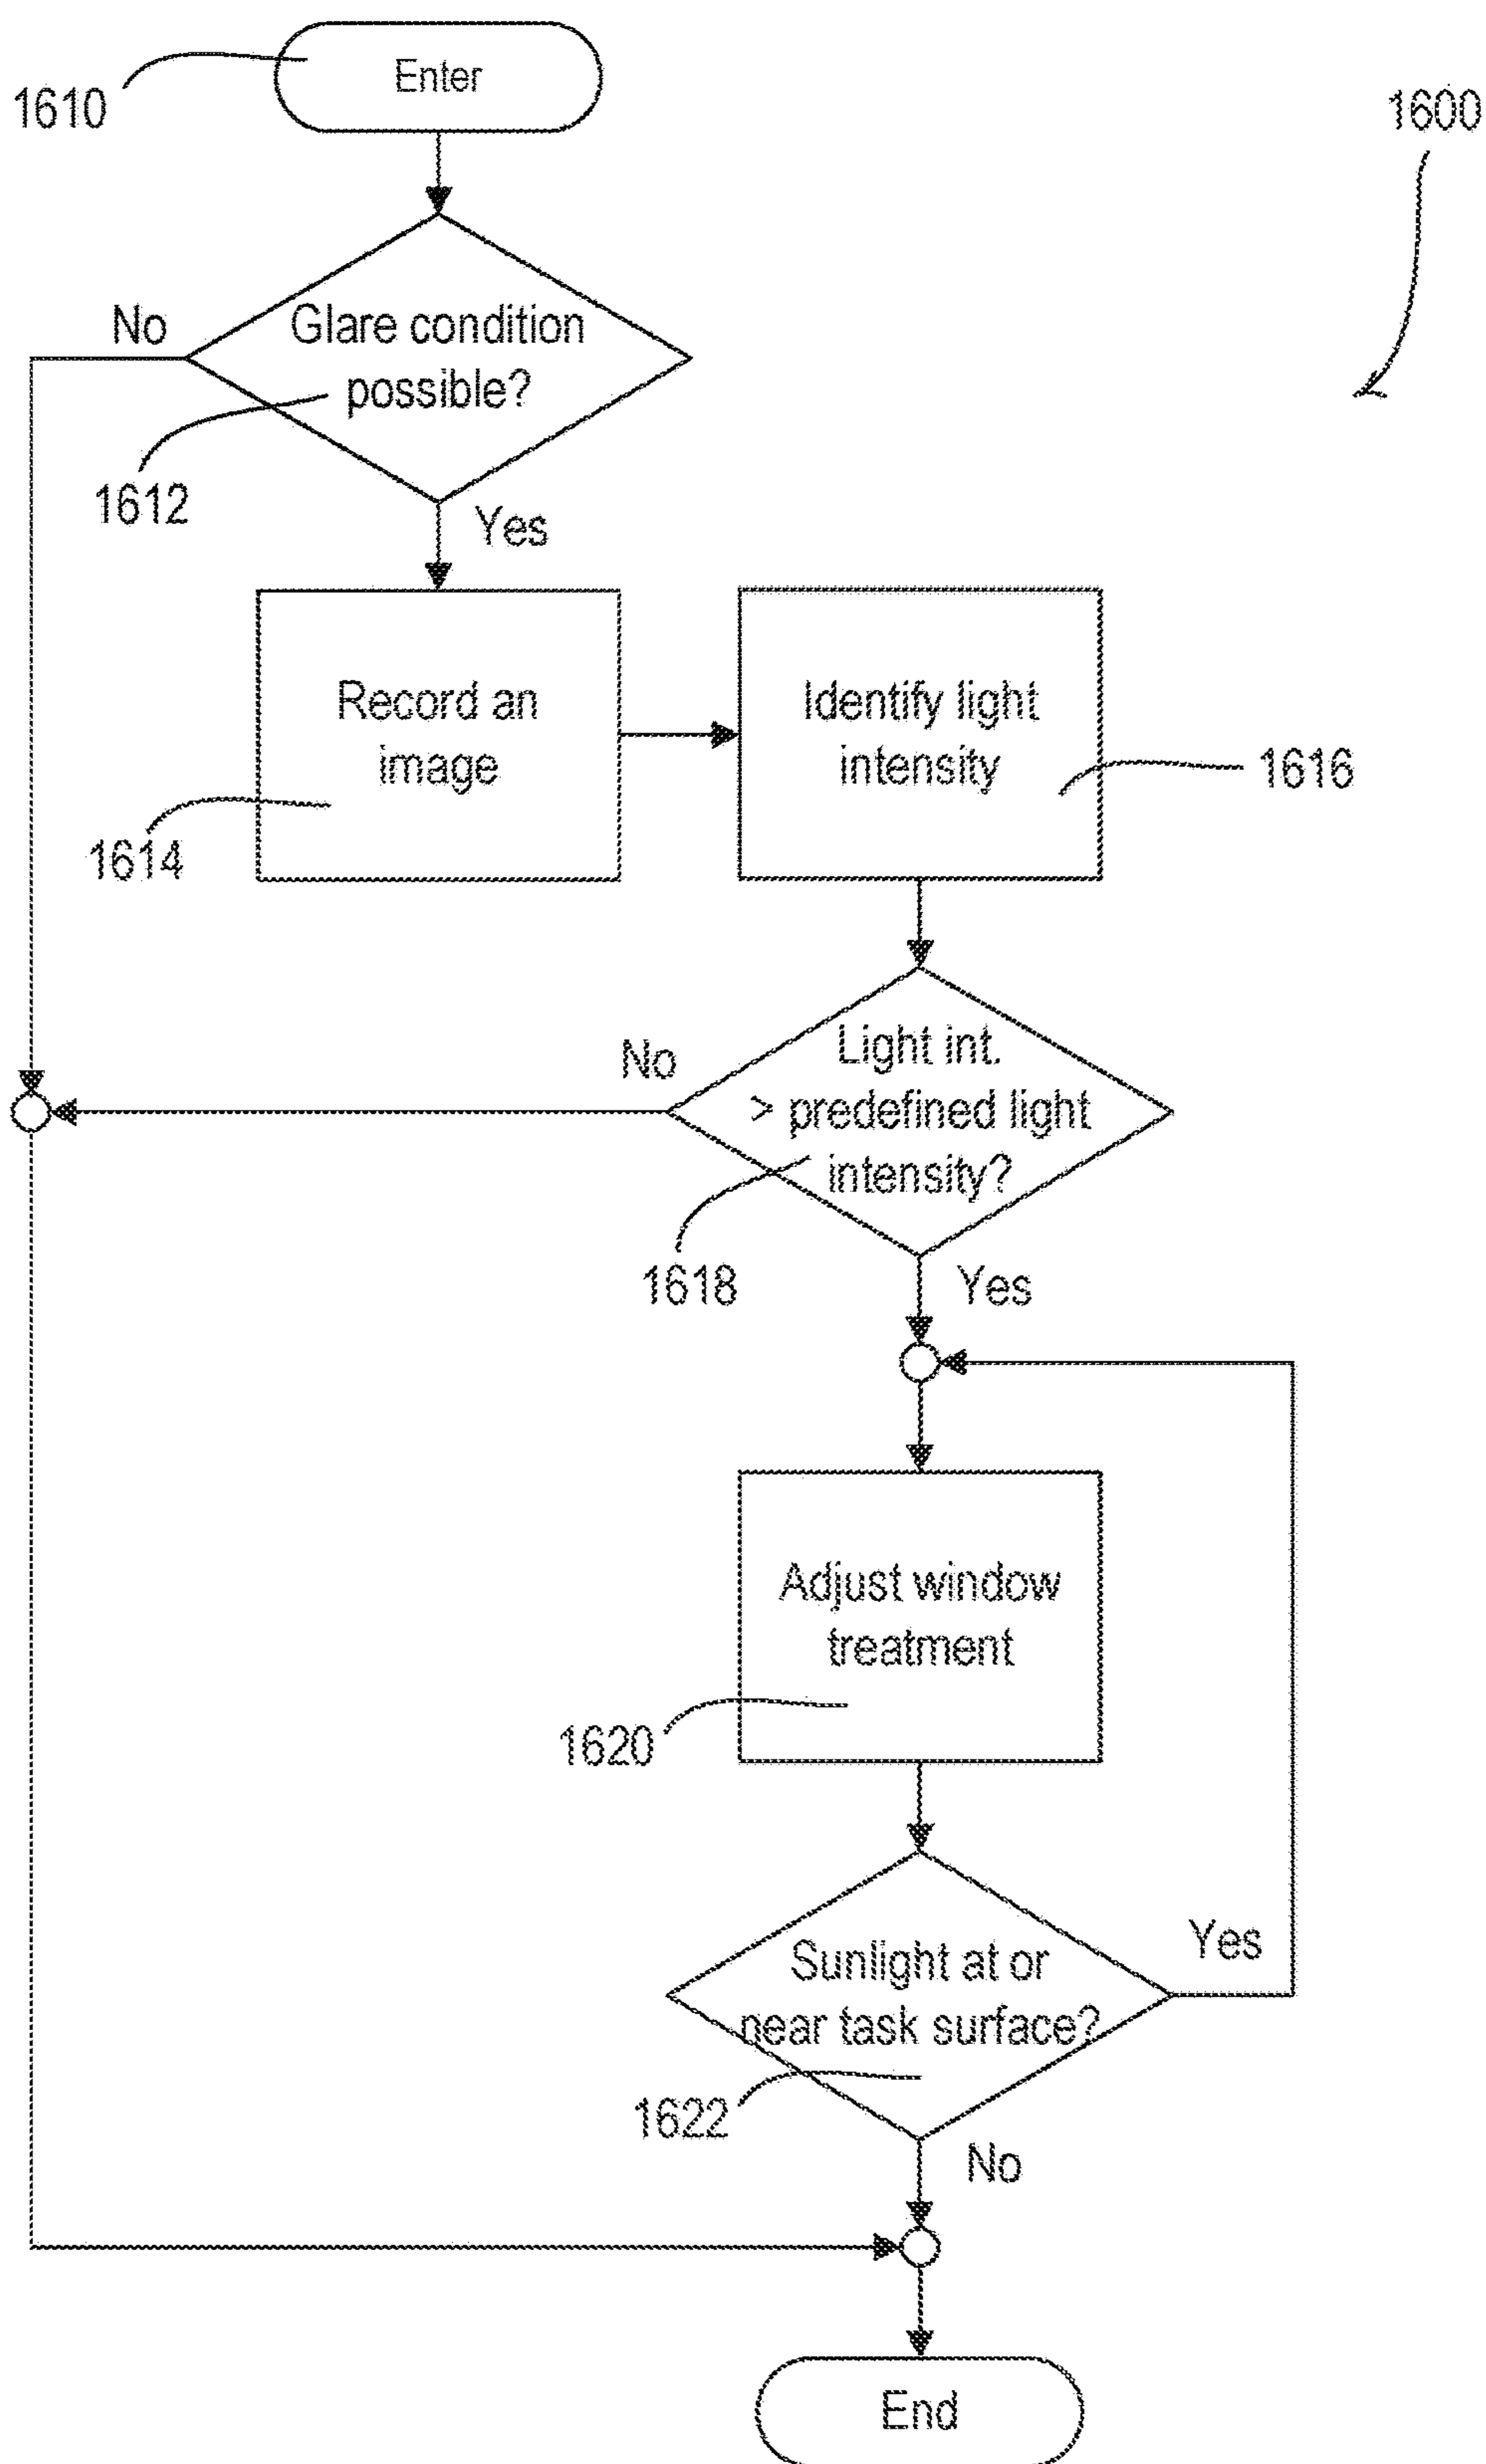 Enter
1610
1600
No
Glare condition
possible?
1612
Yes
Record an
image
1614
Identify light
intensity
1616
No
Light int.
> predefined light
intensity?
1618
Yes
Adjust window
treatment
1620
Sunlight at or
near task surface?
Yes
1622
No
End